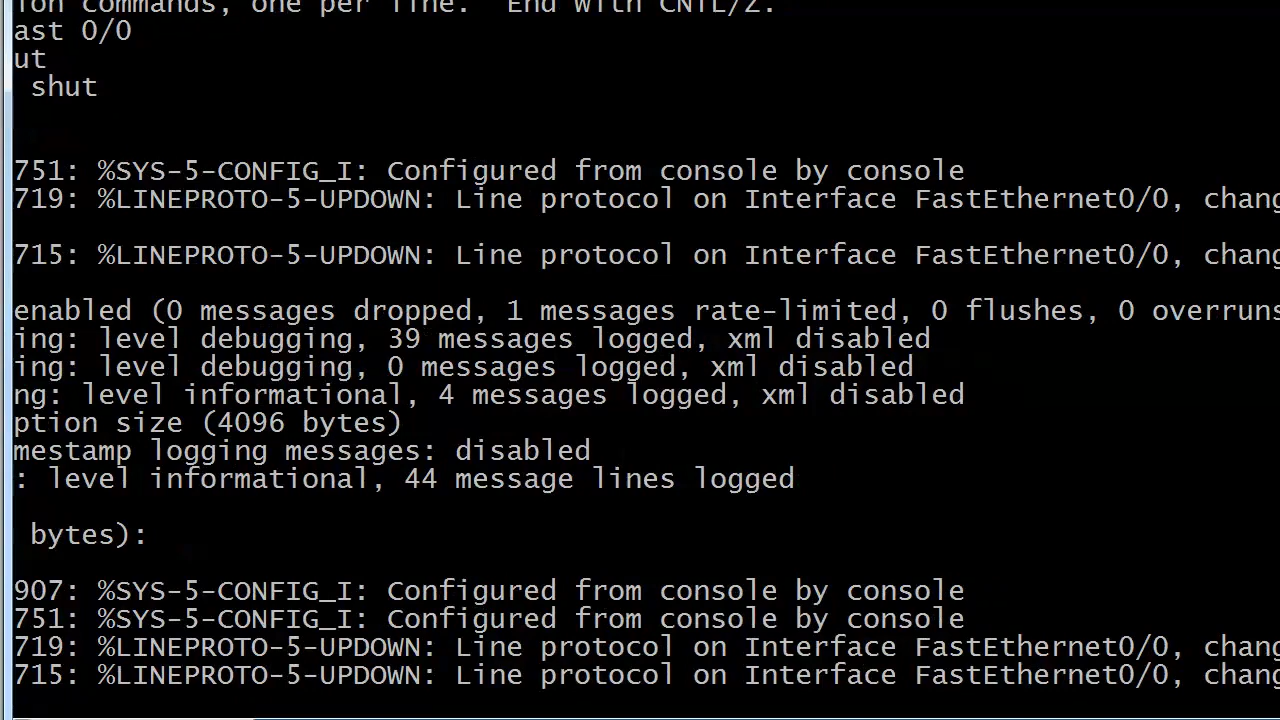 ion commands, one per line.  End with CNTL/Z.
ast 0/0
ut
 shut
751: %SYS-5-CONFIG_I: Configured from console by console
719: %LINEPROTO-5-UPDOWN: Line protocol on Interface FastEthernet0/0, chang
715: %LINEPROTO-5-UPDOWN: Line protocol on Interface FastEthernet0/0, chang
enabled (0 messages dropped, 1 messages rate-limited, 0 flushes, 0 overruns
ing: level debugging, 39 messages logged, xml disabled
ing: level debugging, 0 messages logged, xml disabled
ng: level informational, 4 messages logged, xml disabled
ption size (4096 bytes)
mestamp logging messages: disabled
: level informational, 44 message lines logged
 bytes):
907: %SYS-5-CONFIG_I: Configured from console by console
751: %SYS-5-CONFIG_I: Configured from console by console
719: %LINEPROTO-5-UPDOWN: Line protocol on Interface FastEthernet0/0, chang
715: %LINEPROTO-5-UPDOWN: Line protocol on Interface FastEthernet0/0, chang